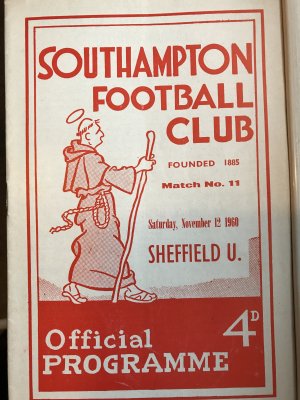 SOUTHAMPTON
FOOTBALL
CLUB
FOUNDED 1885
Match No. 11
Saturday, November 12 1960
SHEFFIELD U.
Official
PROGRAMME
4D